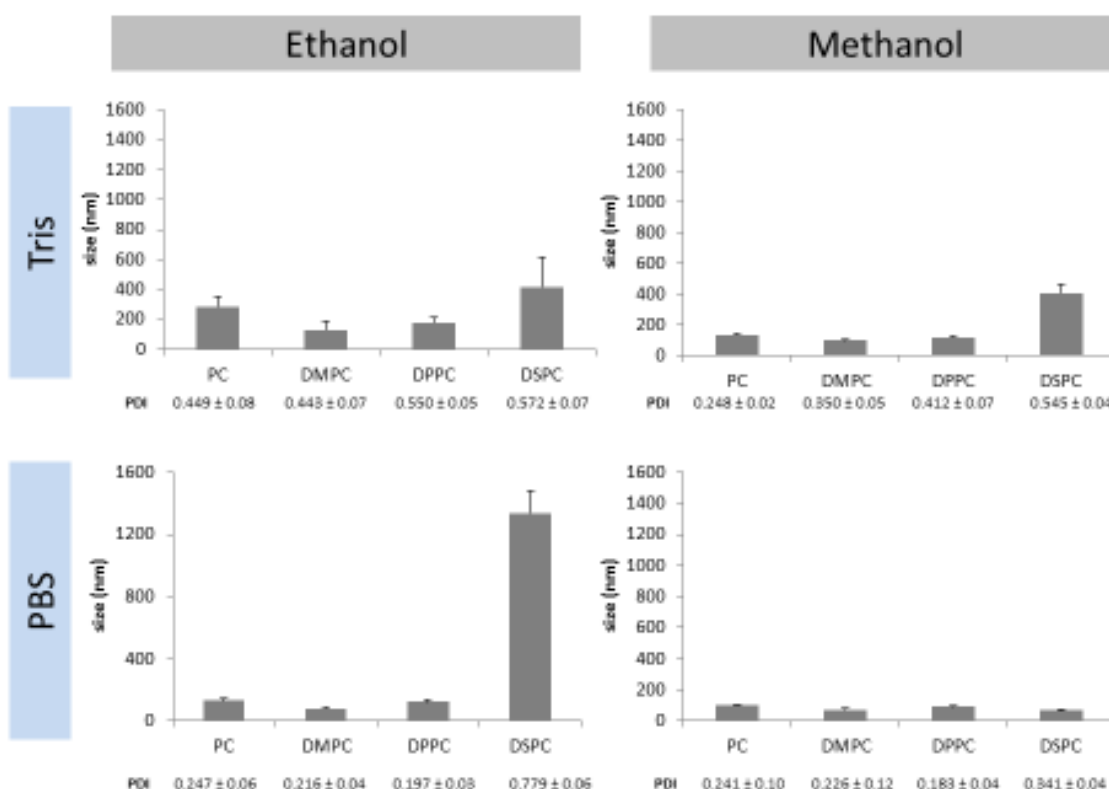 Ethanol
Methanol
Tris
size (nm)
1600
1400
1200
1000
800
600
400
200
0
PC DMPC DPPC DSPC
PDI 0.449 ± 0.08 0.443 ± 0.07 0.550 ± 0.05 0.572 ± 0.07
size (nm)
1600
1400
1200
1000
800
600
400
200
0
PC DMPC DPPC DSPC
PDI 0.248 ± 0.02 0.350 ± 0.05 0.412 ± 0.07 0.545 ± 0.04
PBS
size (nm)
1600
1200
800
400
0
PC DMPC DPPC DSPC
PDI 0.247 ± 0.06 0.216 ± 0.04 0.197 ± 0.03 0.779 ± 0.06
size (nm)
1600
1400
1200
1000
800
600
400
200
0
PC DMPC DPPC DSPC
PDI 0.241 ± 0.10 0.226 ± 0.12 0.183 ± 0.04 0.341 ± 0.04